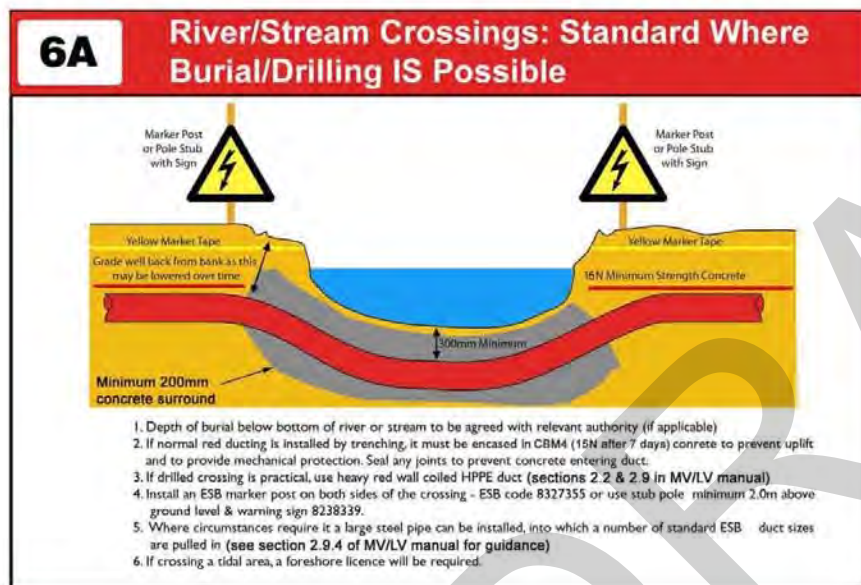 6A
River/Stream Crossings: Standard Where
Burial/Drilling IS Possible
Marker Post
or Pole Stub
with Sign
Marker Post
or Pole Stub
with Sign
Yellow Marker Tape
Yellow Marker Tape
Grade well back from bank as this
may be lowered over time
15N Minimum Strength Concrete
300mm Minimum
Minimum 200mm
concrete surround
1. Depth of burial below bottom of river or stream to be agreed with relevant authority (if applicable)
2. If normal red ducting is installed by trenching, it must be encased in CBM4 (15N after 7 days) conrete to prevent uplift
and to provide mechanical protection. Seal any joints to prevent concrete entering duct.
3. If drilled crossing is practical, use heavy red wall coiled HPPE duct (sections 2.2 & 2.9 in MV/LV manual)
4. Install an ESB marker post on both sides of the crossing - ESB code 8327355 or use stub pole minimum 2.0m above
ground level & warning sign 8238339.
5. Where circumstances require it a large steel pipe can be installed, into which a number of standard ESB duct sizes
are pulled in (see section 2.9.4 of MV/LV manual for guidance)
6. If crossing a tidal area, a foreshore licence will be required.